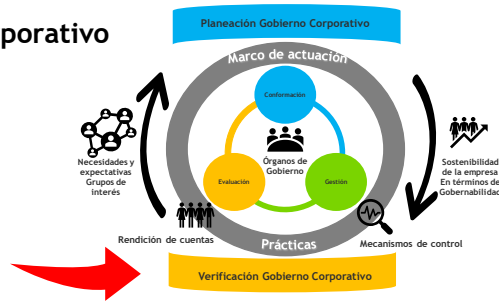 porativo
Planeación Gobierno Corporativo
Marco de actuación
Conformación
Órganos de
Gobierno
Evaluación
Gestión
Necesidades y
expectativas
Grupos de
interés
Sostenibilidad
de la empresa
En términos de
Gobernabilidad
Rendición de cuentas
Prácticas
Mecanismos de control
Verificación Gobierno Corporativo